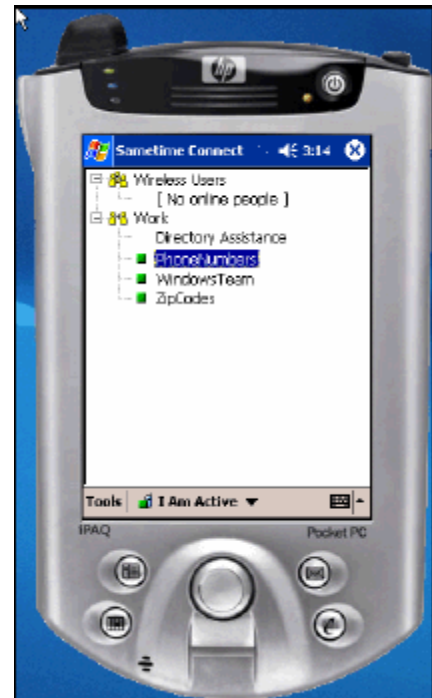 hp
Sametime Connect 3:14
Wireless Users
[ No online people ]
Work
Directory Assistance
PhoneNumbers
WindowsTeam
ZipCodes
Tools I Am Active
iPAQ Pocket PC